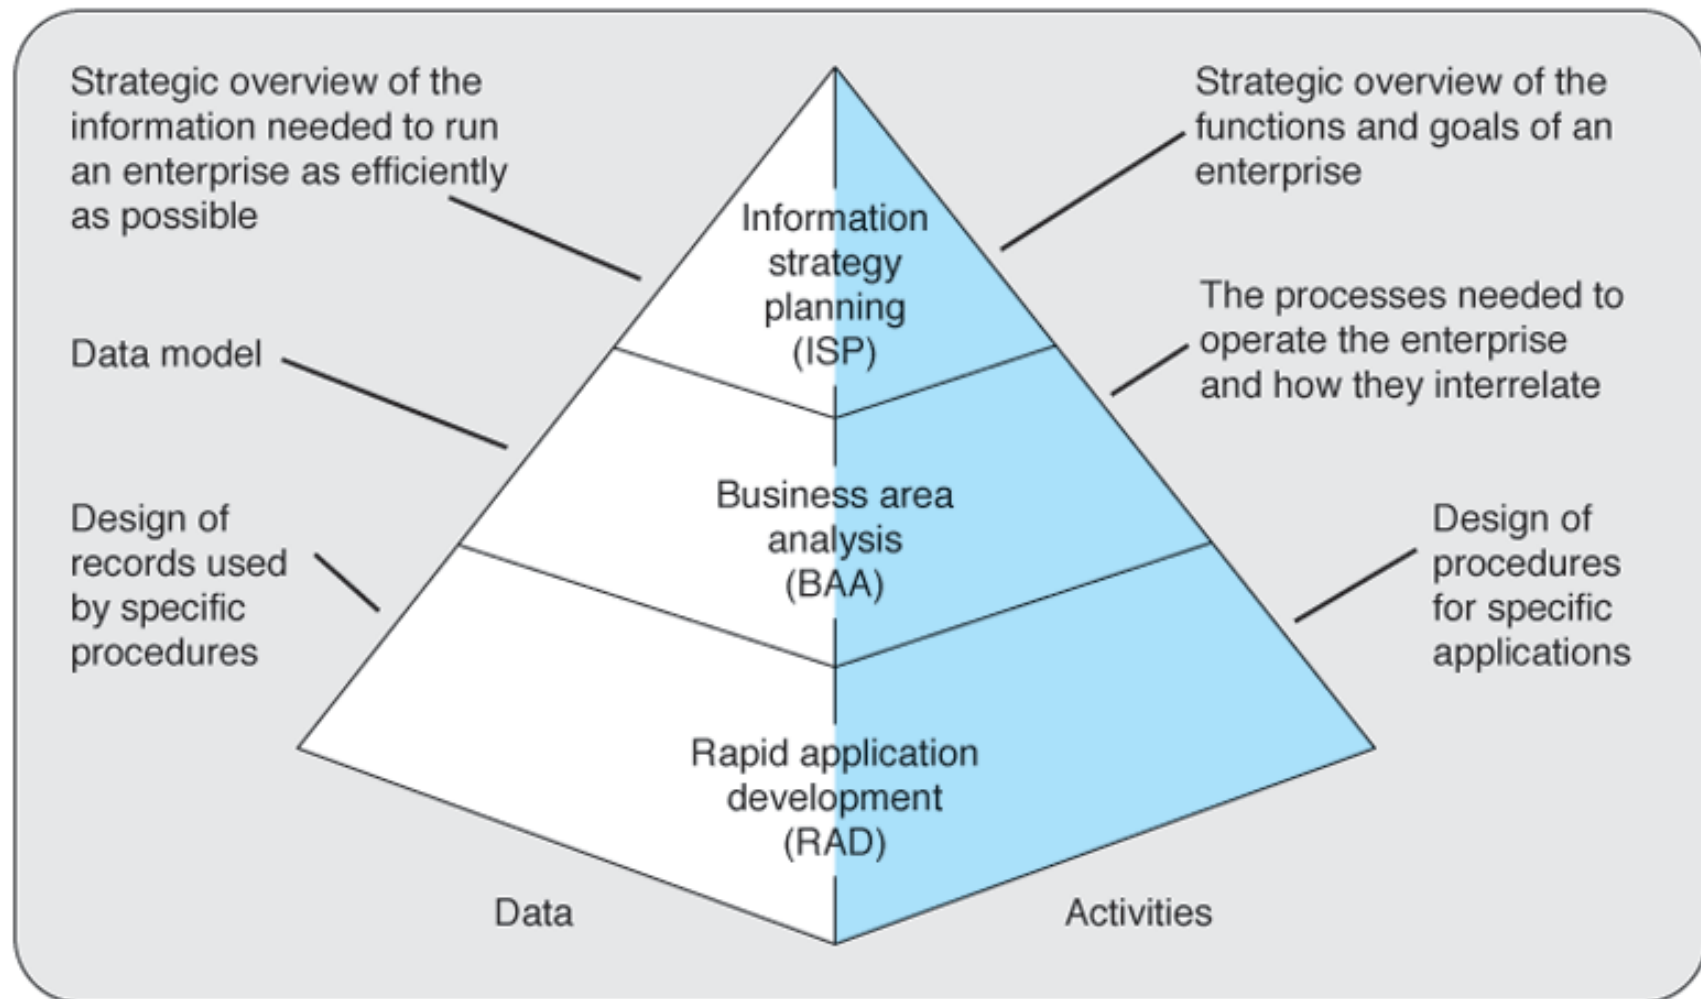 Strategic overview of the
information needed to run
an enterprise as efficiently
as possible
Strategic overview of the
functions and goals of an
enterprise
Information
strategy
planning
(ISP)
The processes needed to
operate the enterprise
and how they interrelate
Data model
Business area
analysis
(BAA)
Design of
records used
by specific
procedures
Design of
procedures
for specific
applications
Rapid application
development
(RAD)
Data
Activities